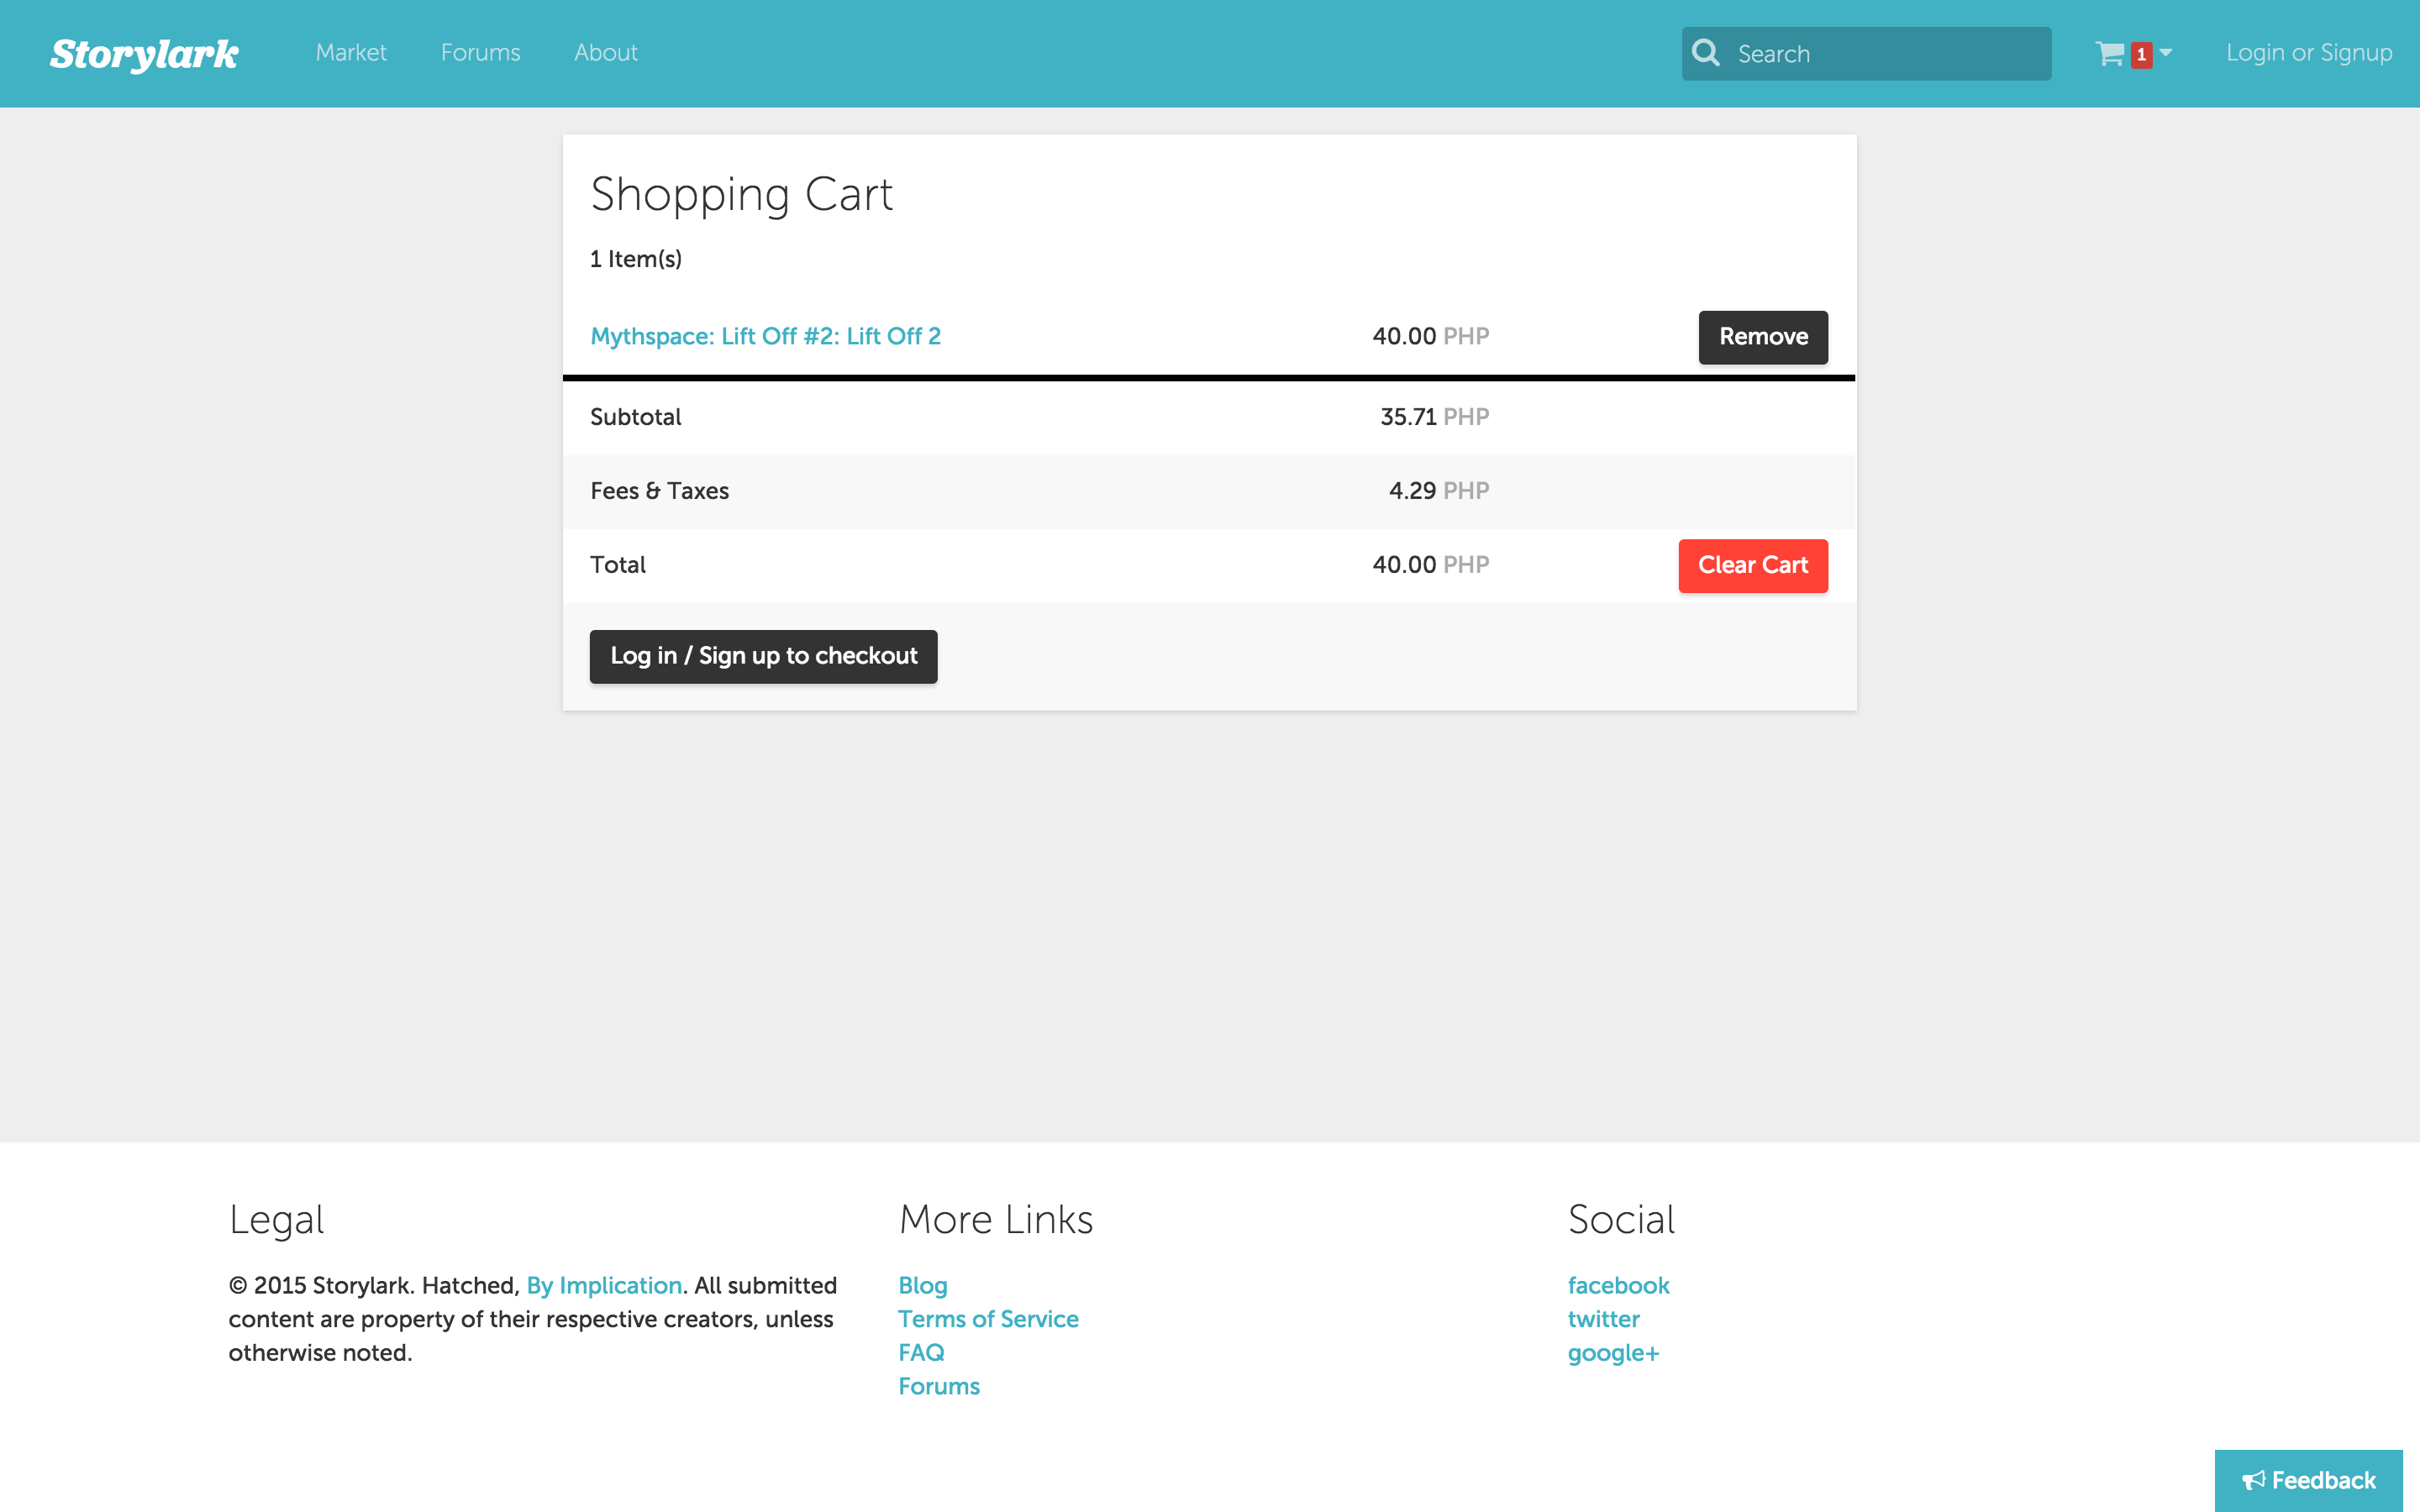 Storylark
Market
Forums
About
Search
1
Login or Signup
Shopping Cart
1 Item(s)
Mythspace: Lift Off #2: Lift Off 2 40.00 PHP Remove
Subtotal 35.71 PHP
Fees & Taxes 4.29 PHP
Total 40.00 PHP Clear Cart
Log in / Sign up to checkout
Legal
© 2015 Storylark. Hatched, By Implication. All submitted
content are property of their respective creators, unless
otherwise noted.
More Links
Blog
Terms of Service
FAQ
Forums
Social
facebook
twitter
google+
Feedback